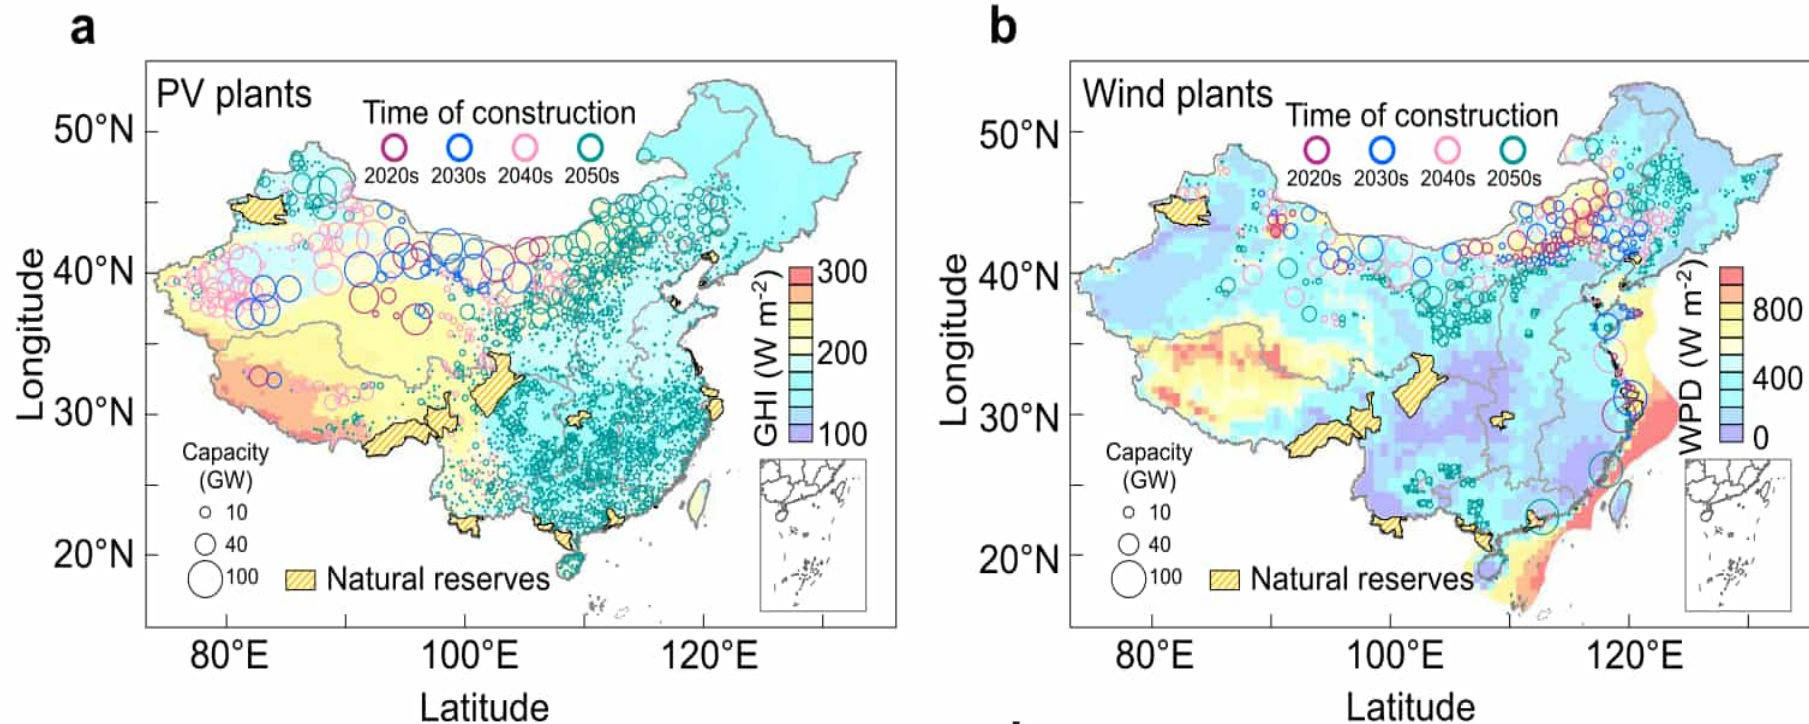 a
PV plants
Time of construction
2020s 2030s 2040s 2050s
50°N
40°N
30°N
20°N
Longitude
300
200
100
GHI (W m-2)
Capacity
(GW)
10
40
100
Natural reserves
80°E 100°E 120°E
Latitude
b
Wind plants
Time of construction
2020s 2030s 2040s 2050s
50°N
40°N
30°N
20°N
Longitude
800
400
0
WPD (W m-2)
Capacity
(GW)
10
40
100
Natural reserves
80°E 100°E 120°E
Latitude